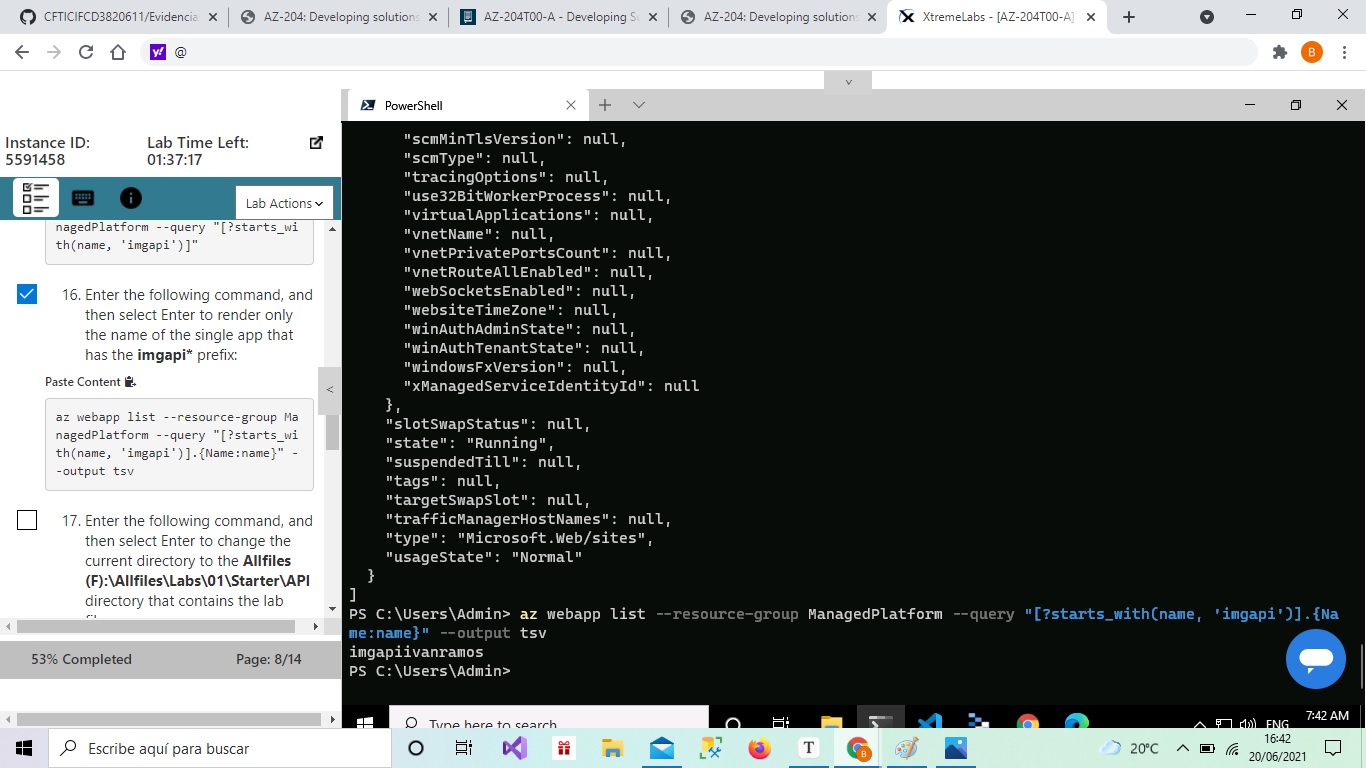 CFTICIFCD3820611/Evidencia
AZ-204: Developing solutions
AZ-204T00-A - Developing So
AZ-204: Developing solutions
XtremeLabs - [AZ-204T00-A]
@
B
PowerShell
Instance ID:
5591458
Lab Time Left:
01:37:17
Lab Actions
nagedPlatform --query "[?starts_wi
th(name, 'imgapi')]"
16. Enter the following command, and
then select Enter to render only
the name of the single app that
has the imgapi* prefix:
Paste Content
az webapp list --resource-group Ma
nagedPlatform --query "[?starts_wi
th(name, 'imgapi')].{Name:name}" -
-output tsv
17. Enter the following command, and
then select Enter to change the
current directory to the Allfiles
(F):\Allfiles\Labs\01\Starter\API
directory that contains the lab
53% Completed
Page: 8/14
"scmMinTlsVersion": null,
"scmType": null,
"tracingOptions": null,
"use32BitWorkerProcess": null,
"virtualApplications": null,
"vnetName": null,
"vnetPrivatePortsCount": null,
"vnetRouteAllEnabled": null,
"webSocketsEnabled": null,
"websiteTimeZone": null,
"winAuthAdminState": null,
"winAuthTenantState": null,
"windowsFxVersion": null,
"xManagedServiceIdentityId": null
},
"slotSwapStatus": null,
"state": "Running",
"suspendedTill": null,
"tags": null,
"targetSwapSlot": null,
"trafficManagerHostNames": null,
"type": "Microsoft.Web/sites",
"usageState": "Normal"
}
]
PS C:\Users\Admin> az webapp list --resource-group ManagedPlatform --query "[?starts_with(name, 'imgapi')].{Na
me:name}" --output tsv
imgapiivanramos
PS C:\Users\Admin>
Type here to search
ENG
7:42 AM
Escribe aquí para buscar
T
B
20°C
16:42
20/06/2021